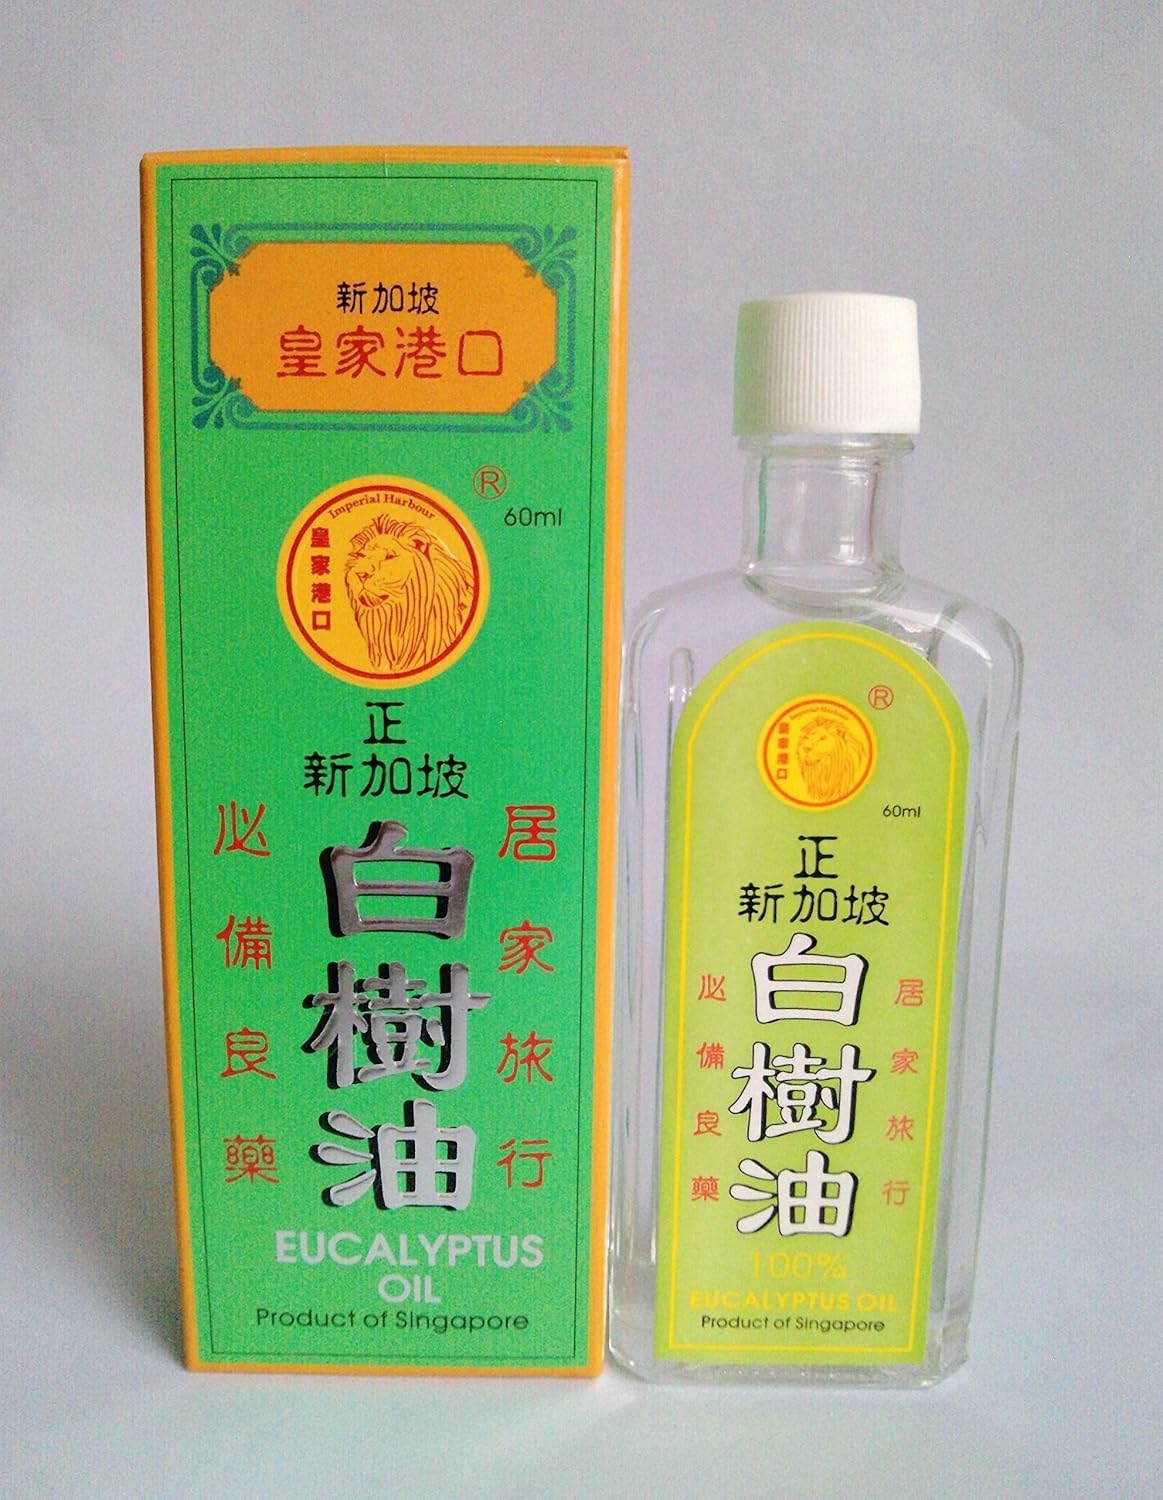 新加坡
皇家港口
Imperial Harbour
皇家港口
®
60ml
正
新加坡
白樹油
居家旅行
必備良藥
EUCALYPTUS
OIL
Product of Singapore
Imperial Harbour
皇家港口
®
60ml
正
新加坡
白樹油
居家旅行
必備良藥
100%
EUCALYPTUS OIL
Product of Singapore